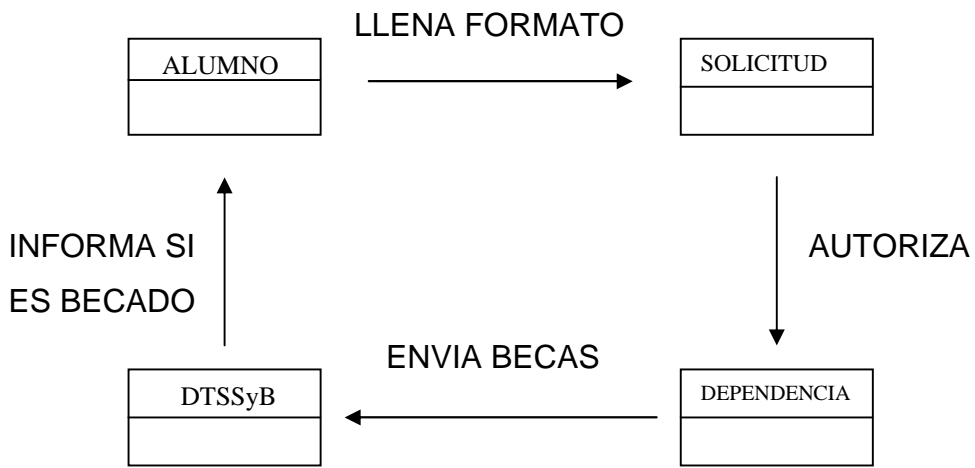 LLENA FORMATO
ALUMNO
SOLICITUD
INFORMA SI
ES BECADO
AUTORIZA
ENVIA BECAS
DTSSyB
DEPENDENCIA